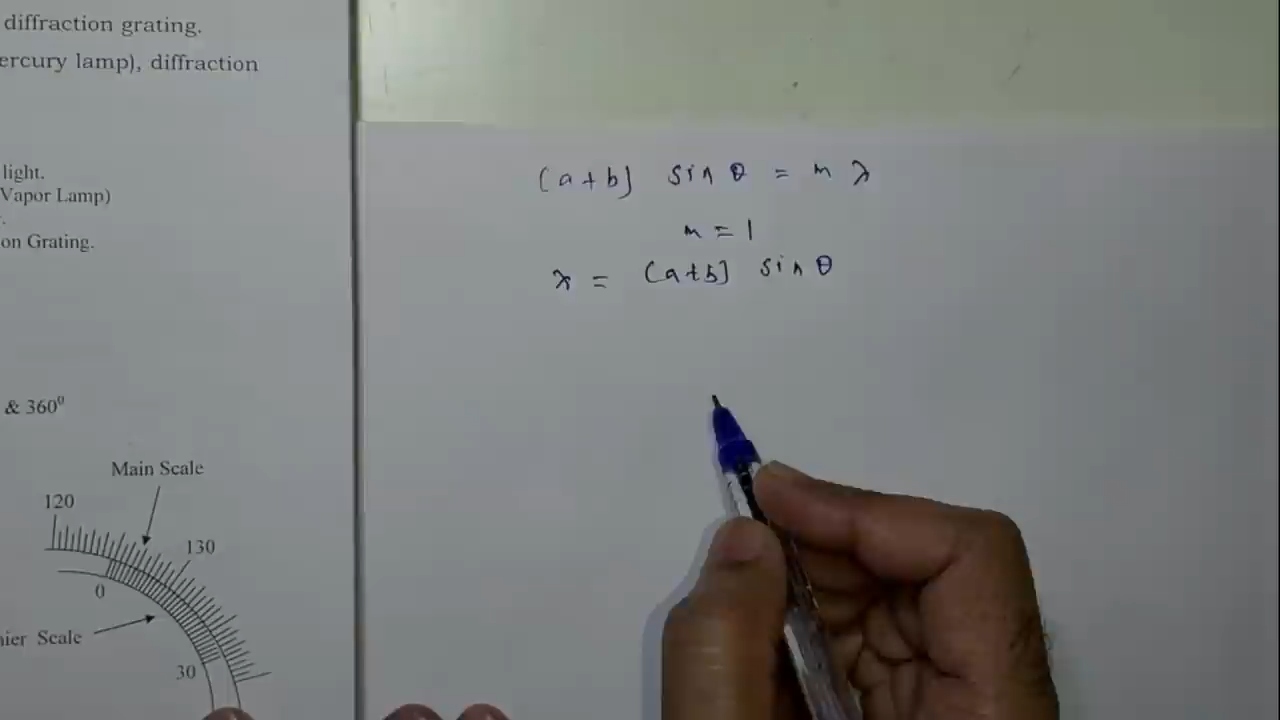 diffraction grating.
ercury lamp), diffraction
light.
Vapor Lamp)
on Grating.
& 360⁰
Main Scale
120
130
0
nier Scale
30
(a+b) sin θ = m λ
m = 1
λ = (a+b) sin θ